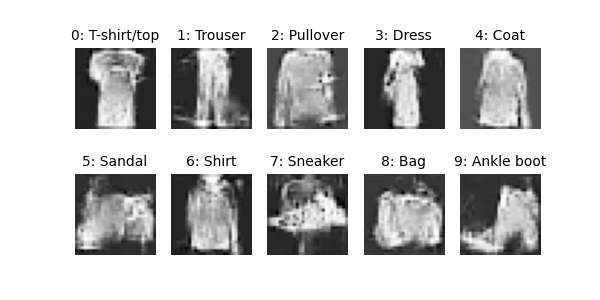 0: T-shirt/top 1: Trouser 2: Pullover 3: Dress 4: Coat
5: Sandal 6: Shirt 7: Sneaker 8: Bag 9: Ankle boot